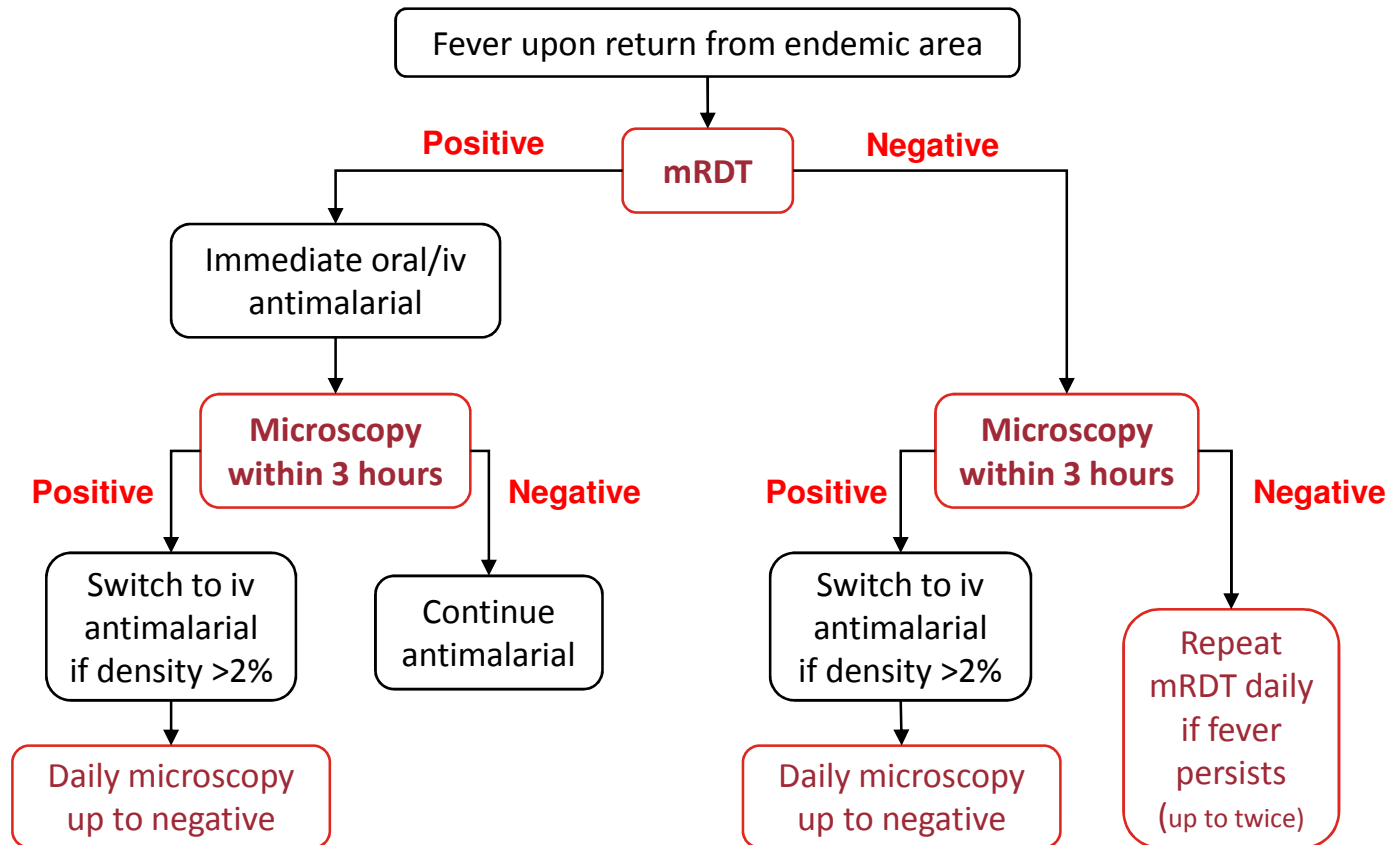 Fever upon return from endemic area
Positive
Negative
mRDT
Immediate oral/iv
antimalarial
Microscopy
within 3 hours
Positive
Negative
Switch to iv
antimalarial
if density >2%
Continue
antimalarial
Daily microscopy
up to negative
Microscopy
within 3 hours
Positive
Negative
Switch to iv
antimalarial
if density >2%
Daily microscopy
up to negative
Repeat
mRDT daily
if fever
persists
(up to twice)